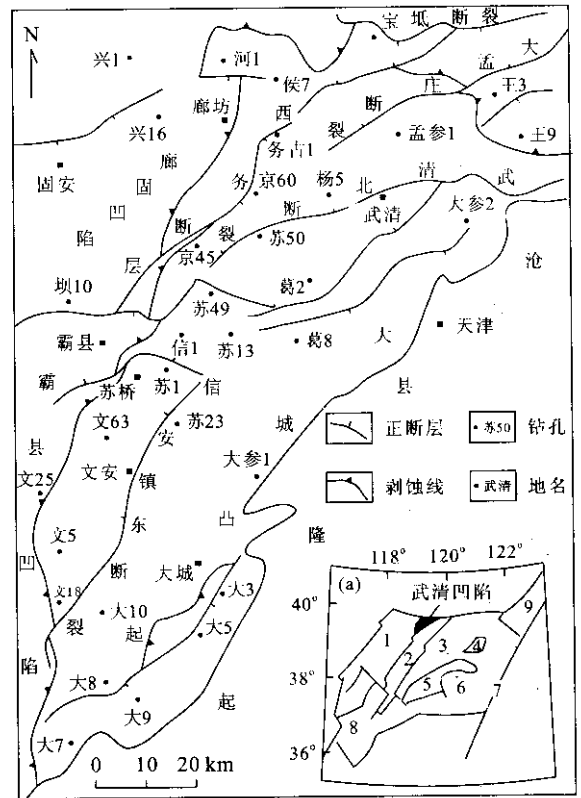 N
兴1
河1
宝坻断裂
侯7
大孟庄
王3
廊坊
西
断
裂
兴16
务古1
孟参1
王9
固安
廊固凹陷
务
京60
杨5
北
武清
清
武
大参2
断层
断裂
京45
苏50
沧
坝10
葛2
苏49
霸县
信1
苏13
葛8
大
天津
霸
苏桥
苏1
信
县
文63
安
苏23
城
正断层
苏50
钻孔
县
文25
文安
镇
大参1
剥蚀线
武清
地名
东
凸
文5
凹
断
大城
隆
文18
裂
大10
起
大3
大5
陷
大8
大9
起
大7
0 20 km
(a)
118° 120° 122°
武清凹陷
40°
38°
36°
1
2
3
4
5
6
7
8
9